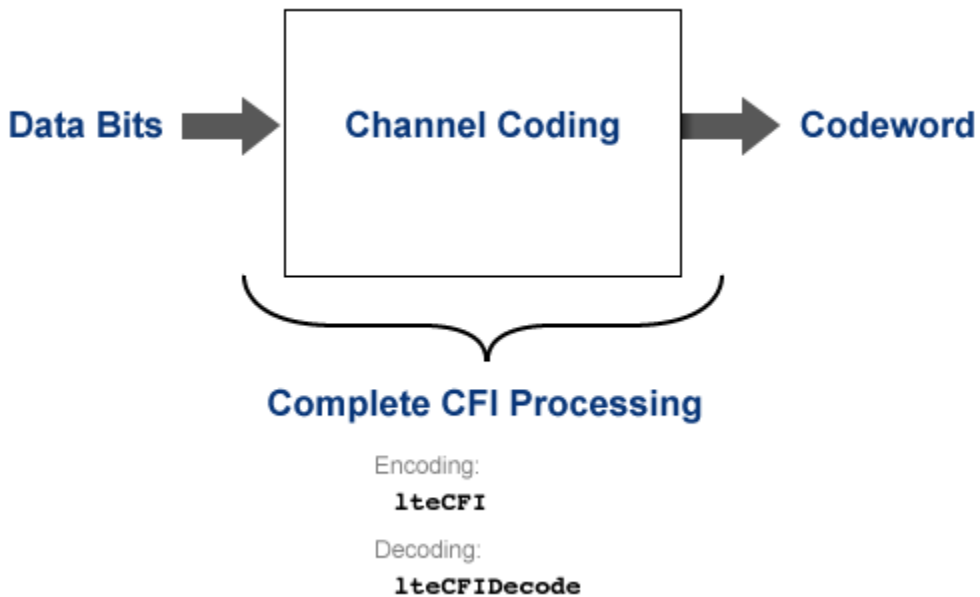 Data Bits
Channel Coding
Codeword
Complete CFI Processing
Encoding:
lteCFI
Decoding:
lteCFIDecode